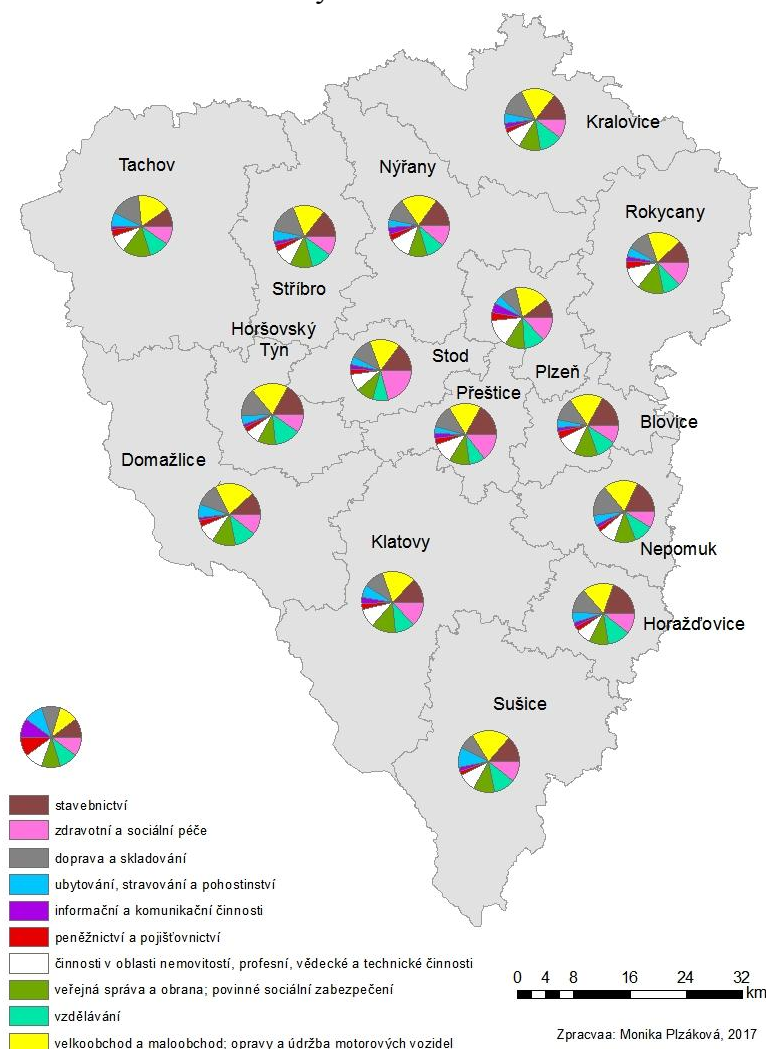 Kralovice
Tachov
Nýřany
Rokycany
Stříbro
Horšovský
Týn
Stod
Plzeň
Přeštice
Blovice
Domažlice
Klatovy
Nepomuk
Horažďovice
Sušice
stavebnictví
zdravotní a sociální péče
doprava a skladování
ubytování, stravování a pohostinství
informační a komunikační činnosti
peněžnictví a pojišťovnictví
činnosti v oblasti nemovitostí, profesní, vědecké a technické činnosti
veřejná správa a obrana; povinné sociální zabezpečení
vzdělávání
velkoobchod a maloobchod; opravy a údržba motorových vozidel
0 4 8 16 24 32
km
Zpracvaa: Monika Plzáková, 2017